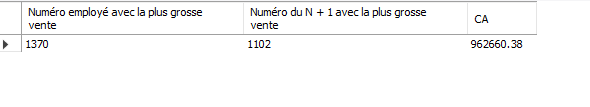 Numéro employé avec la plus grosse
vente
Numéro du N + 1 avec la plus grosse
vente
CA
1370 1102 962660.38